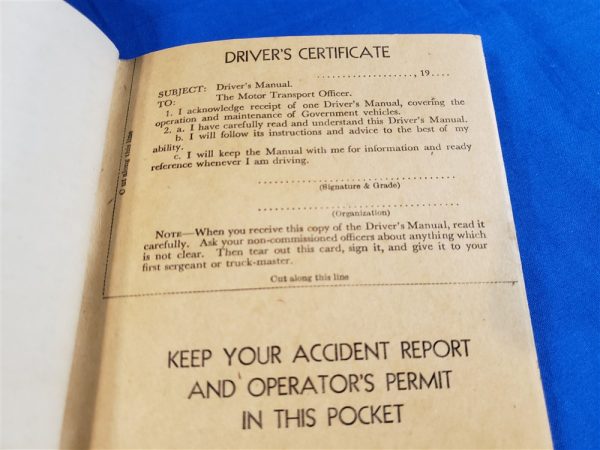 DRIVER'S CERTIFICATE
...................., 19....
SUBJECT: Driver's Manual.
TO: The Motor Transport Officer.
1. I acknowledge receipt of one Driver's Manual, covering the
operation and maintenance of Government vehicles.
2. a. I have carefully read and understand this Driver's Manual.
b. I will follow its instructions and advice to the best of my
ability.
c. I will keep the Manual with me for information and ready
reference whenever I am driving.
(Signature & Grade)
(Organization)
NOTE—When you receive this copy of the Driver's Manual, read it
carefully. Ask your non-commissioned officers about anything which
is not clear. Then tear out this card, sign it, and give it to your
first sergeant or truck-master.
Cut along this line
Cut along this line
KEEP YOUR ACCIDENT REPORT
AND OPERATOR'S PERMIT
IN THIS POCKET